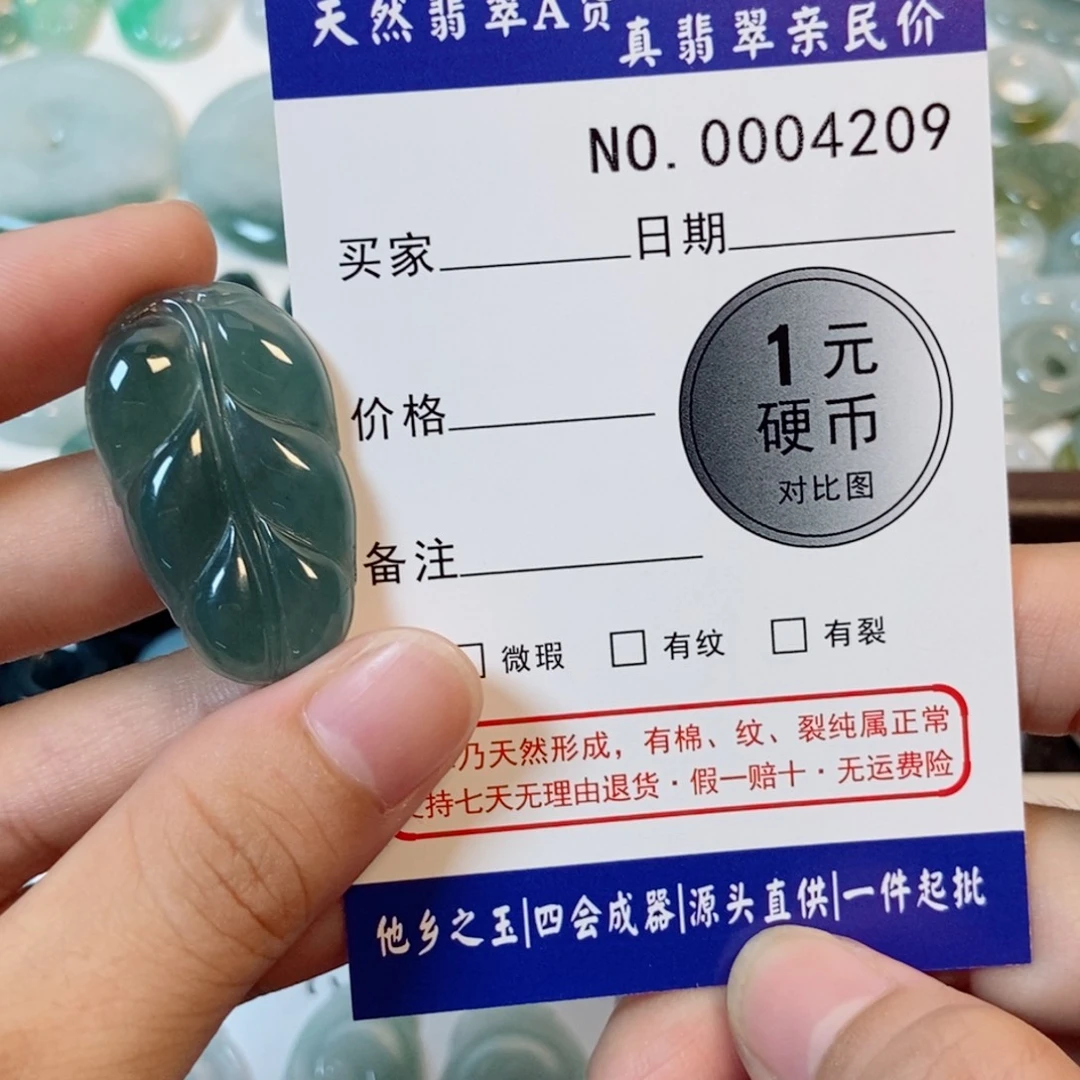 天然翡翠A货
真翡翠亲民价
NO. 0004209
买家 日期
1元
硬币
对比图
价格
备注
微瑕 有纹 有裂
乃天然形成，有棉、纹、裂纯属正常
持七天无理由退货·假一赔十·无运费险
他乡之玉|四会成器|源头直供|一件起批